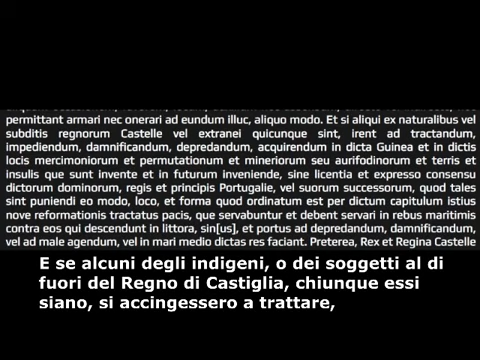 permittant armari nec onerari ad eundum illuc, aliquo modo. Et si aliqui ex naturalibus vel
subditis regnorum Castelle vel extranei quicunque sint, irent ad tractandum,
impediendum, damnificandum, depredandum, acquirendum in dicta Guinea et in dictis
locis mercimoniorum et permutationum et mineriorum seu aurifodinorum et terris et
insulis que sunt invente et in futurum inveniende, sine licentia et expresso consensu
dictorum dominorum, regis et principis Portugalie, vel suorum successorum, quod tales
sint puniendi eo modo, loco, et forma quod ordinatum est per dictum capitulum istius
nove reformationis tractatus pacis, que servabuntur et debent servari in rebus maritimis
contra eos qui descendunt in littora, sin[us], et portus ad depredandum, damnificandum,
vel ad male agendum, vel in mari medio dictas res faciant. Preterea, Rex et Regina Castelle
E se alcuni degli indigeni, o dei soggetti al di
fuori del Regno di Castiglia, chiunque essi
siano, si accingessero a trattare,